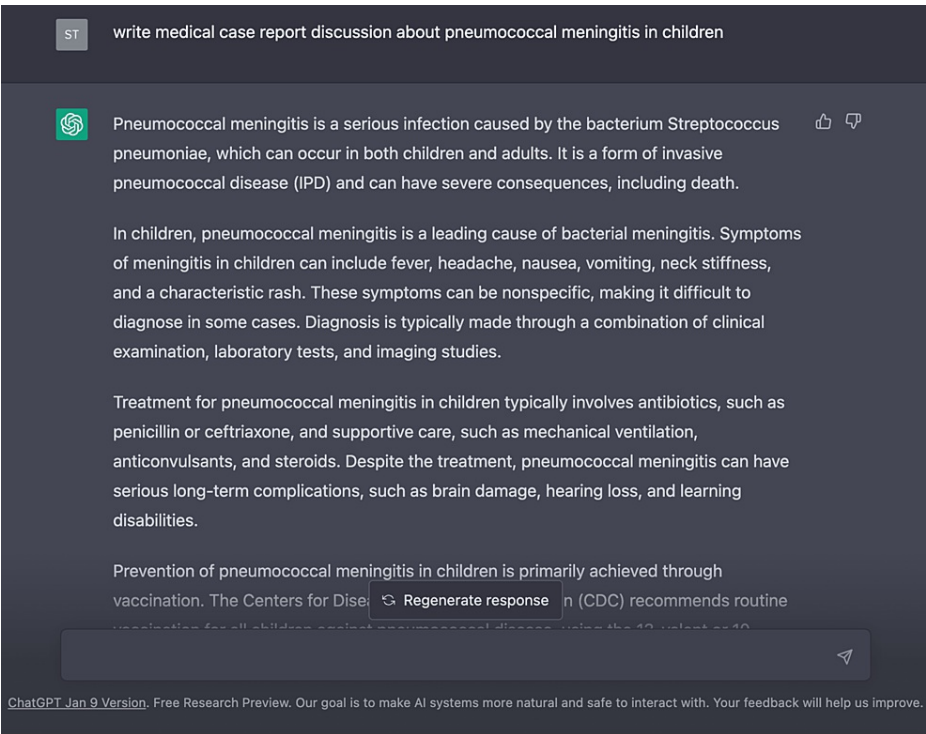 ST
write medical case report discussion about pneumococcal meningitis in children
Pneumococcal meningitis is a serious infection caused by the bacterium Streptococcus
pneumoniae, which can occur in both children and adults. It is a form of invasive
pneumococcal disease (IPD) and can have severe consequences, including death.
In children, pneumococcal meningitis is a leading cause of bacterial meningitis. Symptoms
of meningitis in children can include fever, headache, nausea, vomiting, neck stiffness,
and a characteristic rash. These symptoms can be nonspecific, making it difficult to
diagnose in some cases. Diagnosis is typically made through a combination of clinical
examination, laboratory tests, and imaging studies.
Treatment for pneumococcal meningitis in children typically involves antibiotics, such as
penicillin or ceftriaxone, and supportive care, such as mechanical ventilation,
anticonvulsants, and steroids. Despite the treatment, pneumococcal meningitis can have
serious long-term complications, such as brain damage, hearing loss, and learning
disabilities.
Prevention of pneumococcal meningitis in children is primarily achieved through
vaccination. The Centers for Disea
Regenerate response
n (CDC) recommends routine
ChatGPT Jan 9 Version. Free Research Preview. Our goal is to make AI systems more natural and safe to interact with. Your feedback will help us improve.